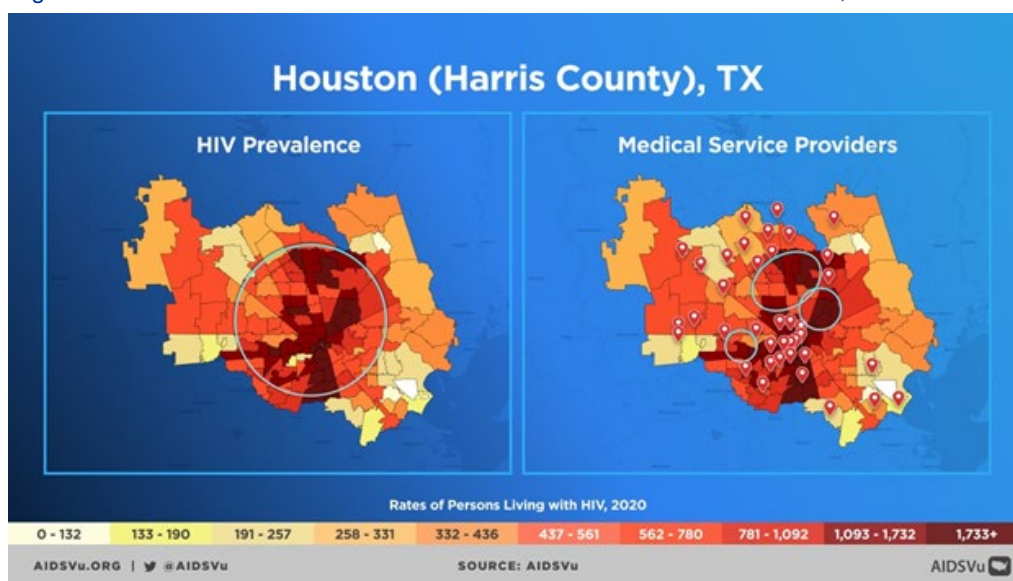 Houston (Harris County), TX
HIV Prevalence
Medical Service Providers
Rates of Persons Living with HIV, 2020
0 - 132 133 - 190 191 - 257 258 - 331 332 - 436 437 - 561 562 - 780 781 - 1,092 1,093 - 1,732 1,733+
AIDSVu.ORG | @AIDSVu SOURCE: AIDSVu AIDSVu